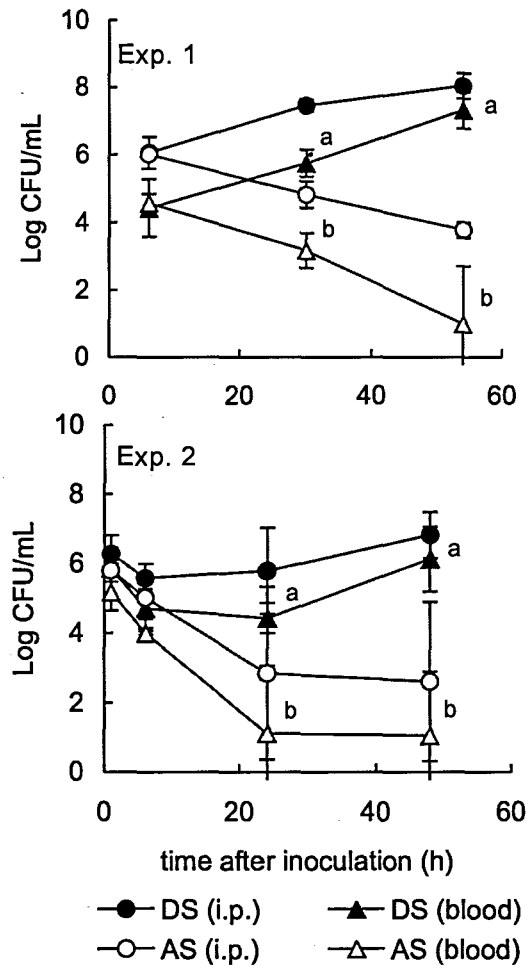 Exp. 1
Log CFU/mL
10
8
6
4
2
0
0 20 40 60
a
a
b
b
Exp. 2
Log CFU/mL
10
8
6
4
2
0
0 20 40 60
a
a
b
b
time after inoculation (h)
DS (i.p.) DS (blood)
AS (i.p.) AS (blood)